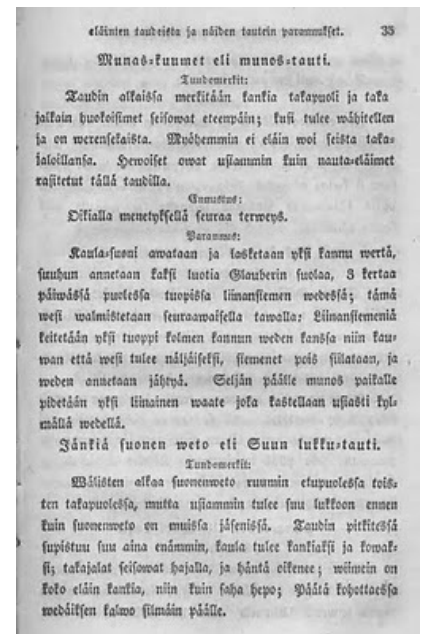 eläinten taudeista ja näiden tautein parannukset. 35
Munas-kuumet eli munos-tauti.
Tundomerkit:
Taudin alkaissa merkitään kankia takapuoli ja taka
jalkain huokoisimet seisowat eteenpäin; kusi tulee wähitellen
ja on werensekaista. Myöhemmin ei eläin woi seista taka-
jaloillansa. Hewoiset owat usiammin kuin nauta-eläimet
rasitetut tällä taudilla.
Ennustus:
Oikialla menetyksellä seuraa terweys.
Parannus:
Kaula-suoni awataan ja lasketaan yksi kannu wertä,
suuhun annetaan kaksi luotia Glauberin suolaa, 3 kertaa
päiwässä puolessa tuopissa liinansiemen wedessä; tämä
wesi walmistetaan seuraawaisella tawalla: Liinansiemeniä
keitetään yksi tuoppi kolmen kannun weden kanssa niin kau-
wan että wesi tulee näljäiseksi, siemenet pois siilataan, ja
weden annetaan jähtyä. Seljän päälle munos paikalle
pidetään yksi liinainen waate joka kastellaan usiasti kyl-
mällä wedellä.
Jänkiä suonen weto eli Suun lukku-tauti.
Tundomerkit:
Wälisten alkaa suonenweto ruumin etupuolessa tois-
ten takapuolessa, mutta usiammin tulee suu lukkoon ennen
kuin suonenweto on muissa jäsenissä. Taudin pitkitessä
supistuu suu aina enämmin, kaula tulee kankiaksi ja kowak-
si; takajalat seisowat hajalla, ja häntä oikenee; wiimein on
koko eläin kankia, niin kuin saha hepo; Päätä kohottaessa
wedäiksen kalwo silmäin päälle.